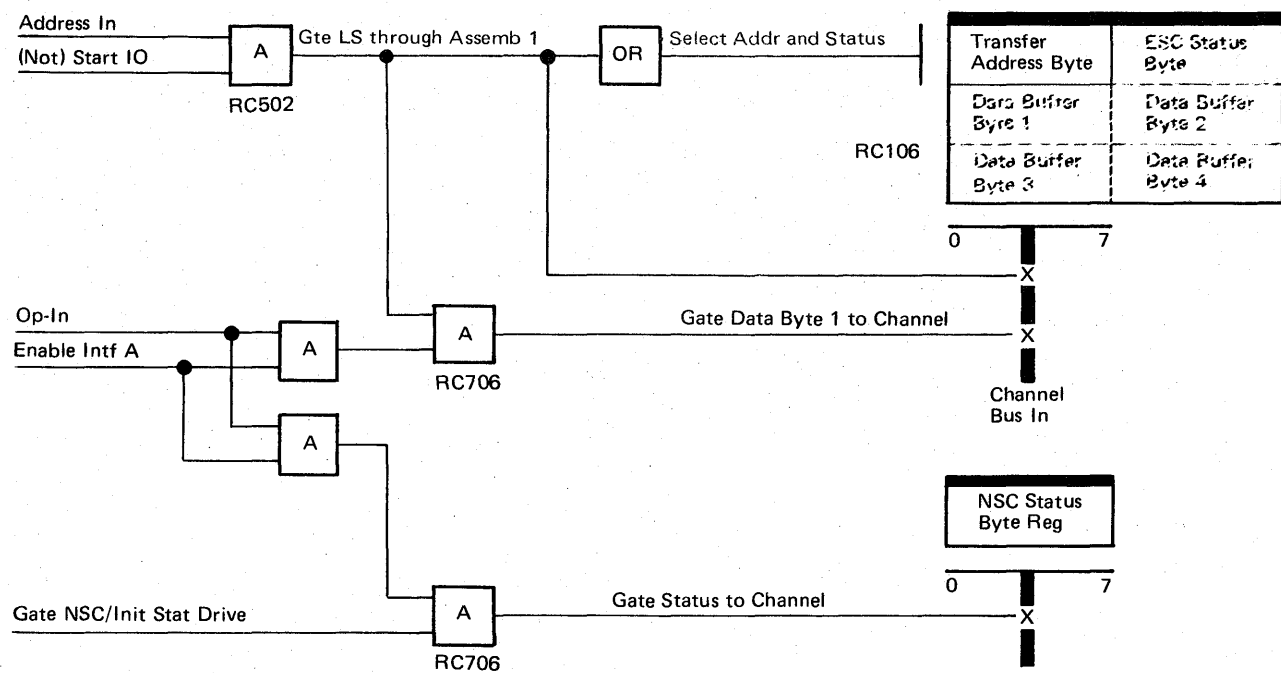 Address In
(Not) Start IO
A
RC502
Gte LS through Assemb 1
OR
Select Addr and Status
RC106
Transfer
Address Byte
ESC Status
Byte
Data Buffer
Byte 1
Data Buffer
Byte 2
Data Buffer
Byte 3
Data Buffer
Byte 4
0 7
X
Op-In
Enable Intf A
A
A
RC706
Gate Data Byte 1 to Channel
X
Channel
Bus In
A
NSC Status
Byte Reg
0 7
Gate NSC/Init Stat Drive
A
RC706
Gate Status to Channel
X